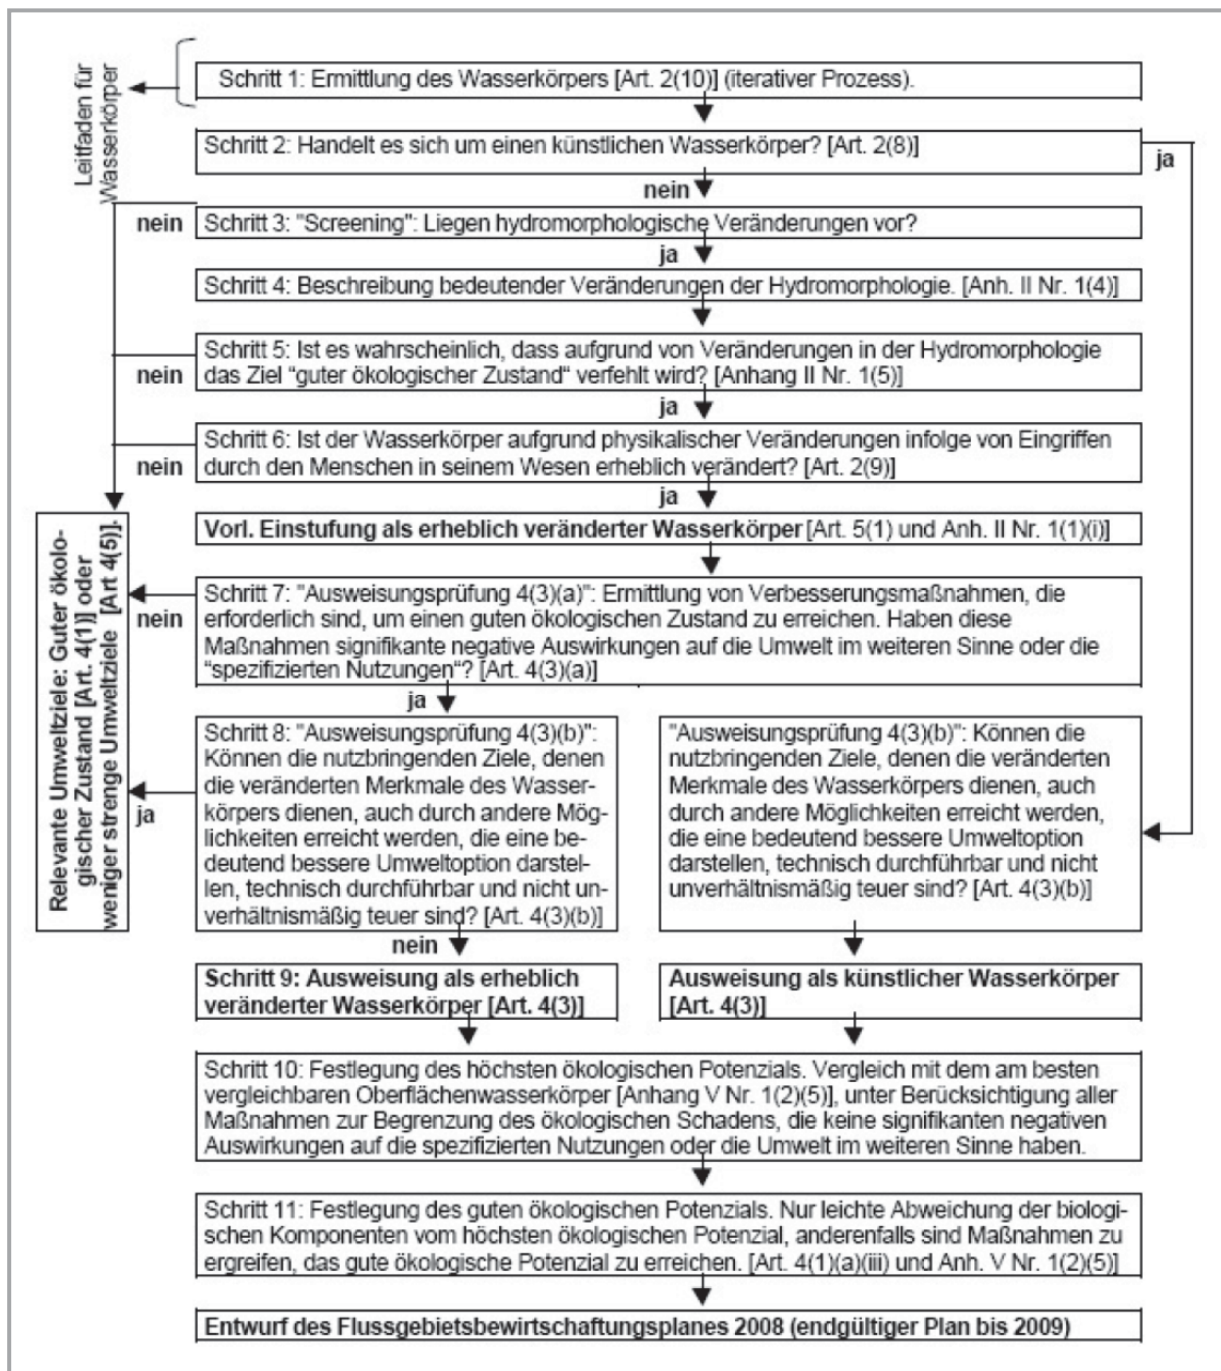 Leitfaden für
Wasserkörper
Schritt 1: Ermittlung des Wasserkörpers [Art. 2(10)] (iterativer Prozess).
Schritt 2: Handelt es sich um einen künstlichen Wasserkörper? [Art. 2(8)]
ja
nein
nein
Schritt 3: "Screening": Liegen hydromorphologische Veränderungen vor?
ja
Schritt 4: Beschreibung bedeutender Veränderungen der Hydromorphologie. [Anh. II Nr. 1(4)]
Schritt 5: Ist es wahrscheinlich, dass aufgrund von Veränderungen in der Hydromorphologie
das Ziel “guter ökologischer Zustand“ verfehlt wird? [Anhang II Nr. 1(5)]
nein
ja
Schritt 6: Ist der Wasserkörper aufgrund physikalischer Veränderungen infolge von Eingriffen
durch den Menschen in seinem Wesen erheblich verändert? [Art. 2(9)]
nein
ja
Vorl. Einstufung als erheblich veränderter Wasserkörper [Art. 5(1) und Anh. II Nr. 1(1)(i)]
Relevante Umweltziele: Guter ökolo-
gischer Zustand [Art. 4(1)] oder
weniger strenge Umweltziele [Art 4(5)].
Schritt 7: "Ausweisungsprüfung 4(3)(a)": Ermittlung von Verbesserungsmaßnahmen, die
erforderlich sind, um einen guten ökologischen Zustand zu erreichen. Haben diese
Maßnahmen signifikante negative Auswirkungen auf die Umwelt im weiteren Sinne oder die
“spezifizierten Nutzungen“? [Art. 4(3)(a)]
nein
ja
Schritt 8: "Ausweisungsprüfung 4(3)(b)":
Können die nutzbringenden Ziele, denen
die veränderten Merkmale des Wasser-
körpers dienen, auch durch andere Mög-
lichkeiten erreicht werden, die eine be-
deutend bessere Umweltoption darstel-
len, technisch durchführbar und nicht un-
verhältnismäßig teuer sind? [Art. 4(3)(b)]
ja
nein
"Ausweisungsprüfung 4(3)(b)": Können die
nutzbringenden Ziele, denen die veränderten
Merkmale des Wasserkörpers dienen, auch
durch andere Möglichkeiten erreicht werden,
die eine bedeutend bessere Umweltoption
darstellen, technisch durchführbar und nicht
unverhältnismäßig teuer sind? [Art. 4(3)(b)]
Schritt 9: Ausweisung als erheblich
veränderter Wasserkörper [Art. 4(3)]
Ausweisung als künstlicher Wasserkörper
[Art. 4(3)]
Schritt 10: Festlegung des höchsten ökologischen Potenzials. Vergleich mit dem am besten
vergleichbaren Oberflächenwasserkörper [Anhang V Nr. 1(2)(5)], unter Berücksichtigung aller
Maßnahmen zur Begrenzung des ökologischen Schadens, die keine signifikanten negativen
Auswirkungen auf die spezifizierten Nutzungen oder die Umwelt im weiteren Sinne haben.
Schritt 11: Festlegung des guten ökologischen Potenzials. Nur leichte Abweichung der biologi-
schen Komponenten vom höchsten ökologischen Potenzial, anderenfalls sind Maßnahmen zu
ergreifen, das gute ökologische Potenzial zu erreichen. [Art. 4(1)(a)(iii) und Anh. V Nr. 1(2)(5)]
Entwurf des Flussgebietsbewirtschaftungsplanes 2008 (endgültiger Plan bis 2009)